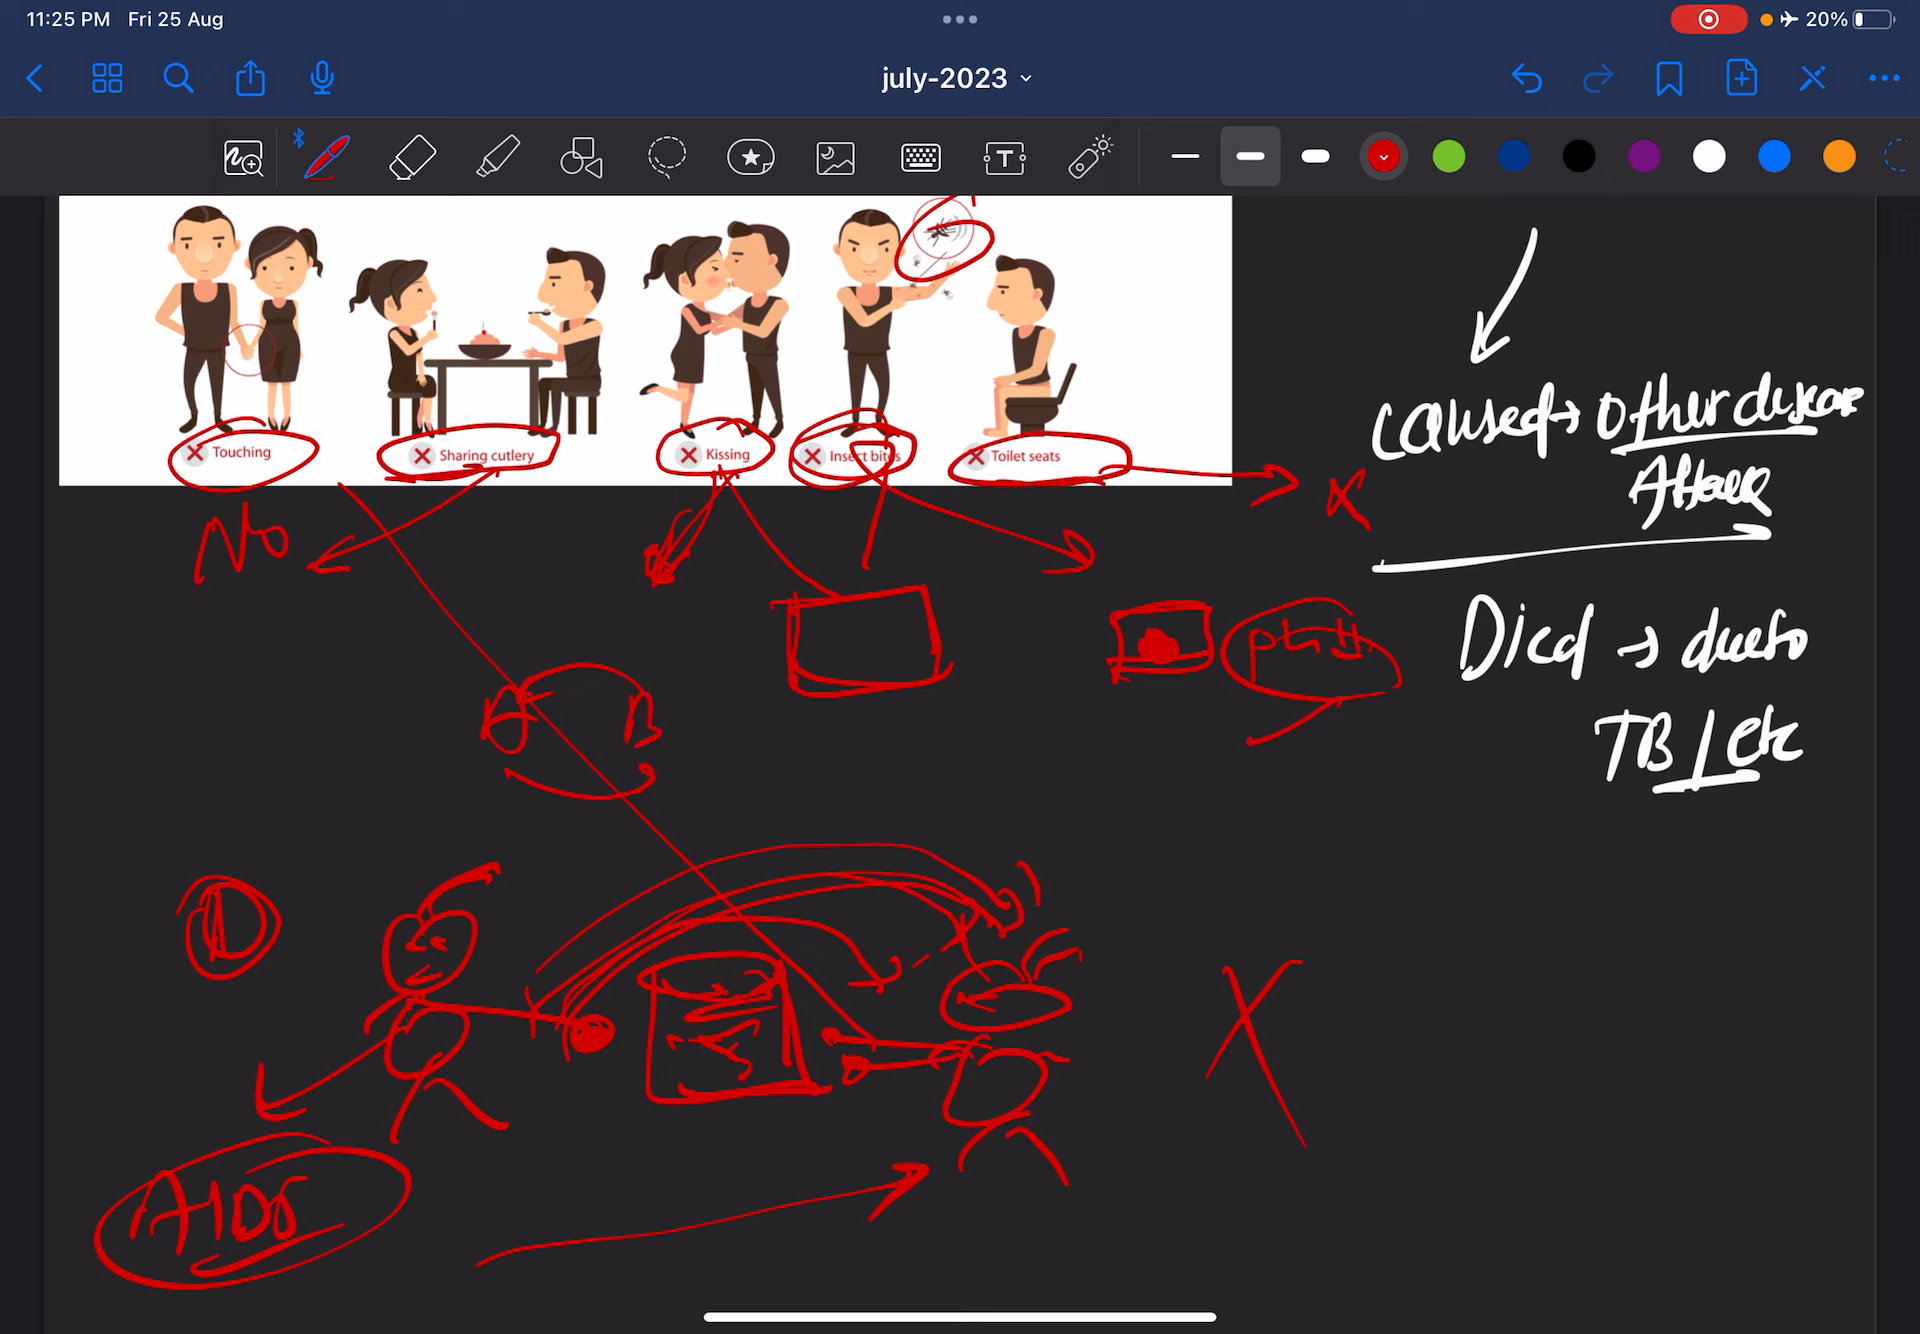 11:25 PM Fri 25 Aug
20%
july-2023
T
Touching
Sharing cutlery
Kissing
Insect bites
Toilet seats
Caused → Other disease
Attack
No
X
Died → due to
TB / etc
A B
D
X
AIDS